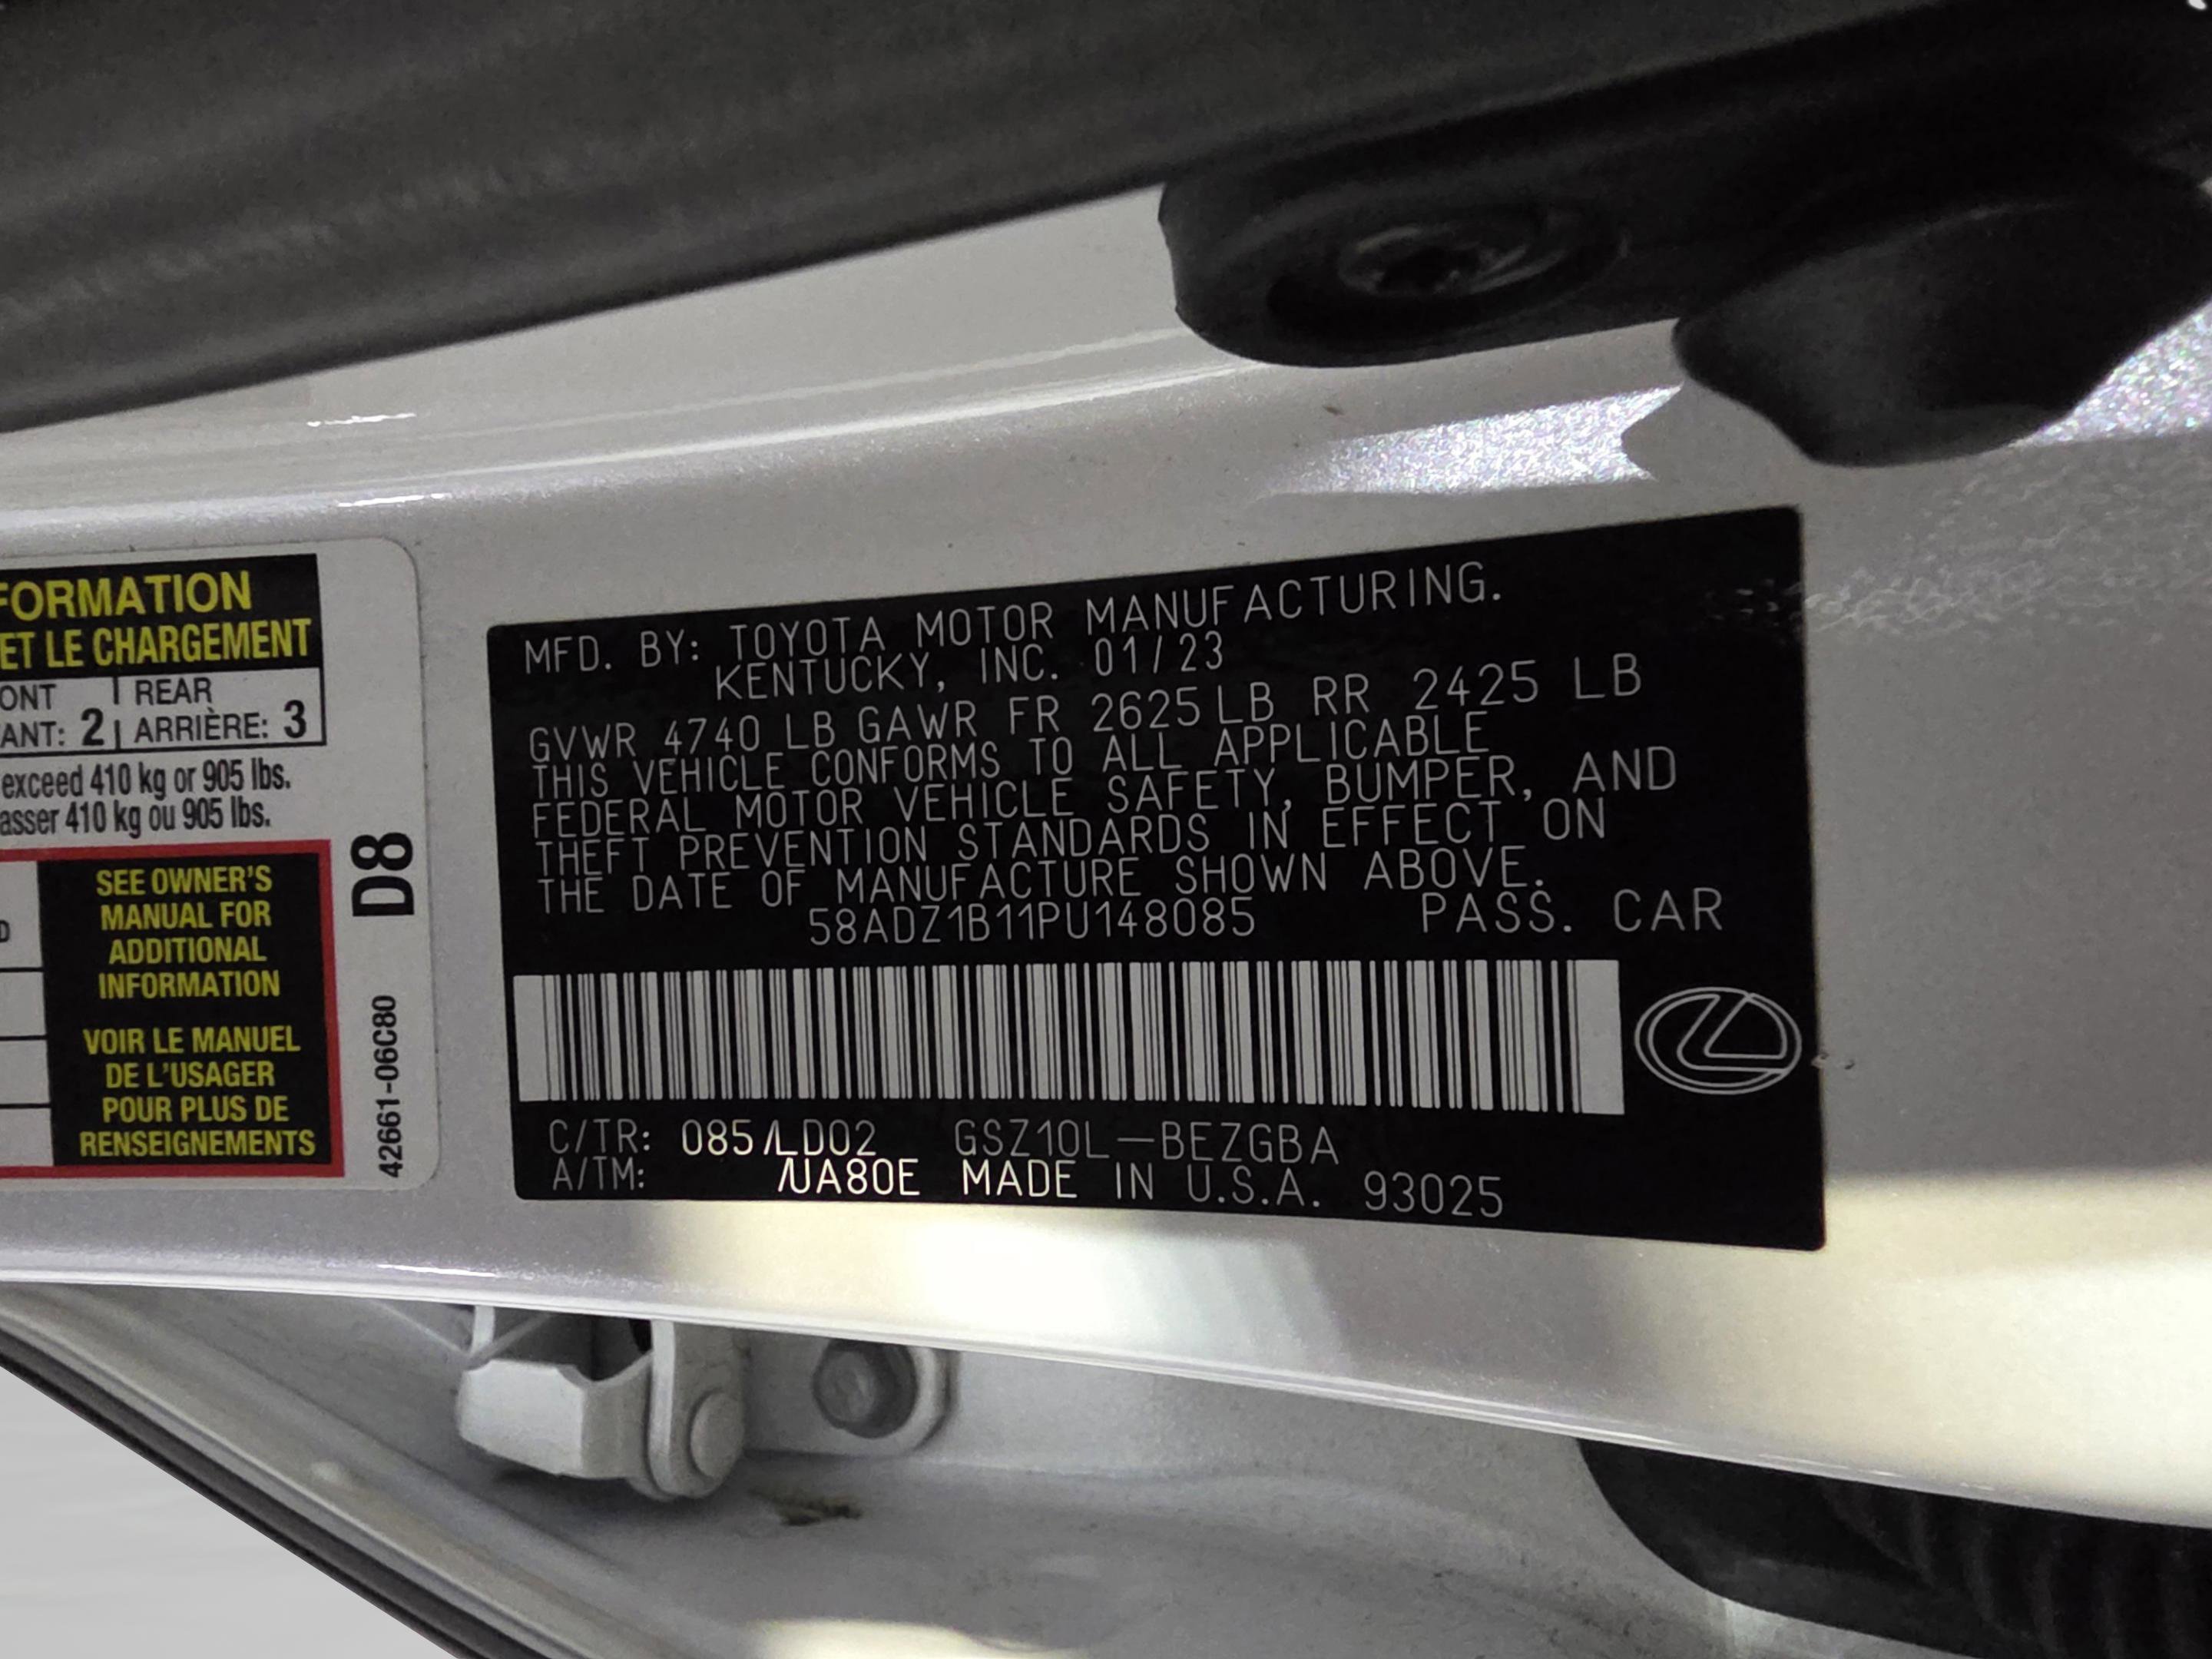 FORMATION
ET LE CHARGEMENT
ONT | REAR
ANT: 2 | ARRIÈRE: 3
exceed 410 kg or 905 lbs.
asser 410 kg ou 905 lbs.
D
SEE OWNER'S
MANUAL FOR
ADDITIONAL
INFORMATION
VOIR LE MANUEL
DE L'USAGER
POUR PLUS DE
RENSEIGNEMENTS
42661-06C80 D8
MFD. BY: TOYOTA MOTOR MANUFACTURING.
KENTUCKY, INC. 01/23
GVWR 4740 LB GAWR FR 2625 LB RR 2425 LB
THIS VEHICLE CONFORMS TO ALL APPLICABLE
FEDERAL MOTOR VEHICLE SAFETY, BUMPER, AND
THEFT PREVENTION STANDARDS IN EFFECT ON
THE DATE OF MANUFACTURE SHOWN ABOVE.
58ADZ1B11PU148085 PASS. CAR
C/TR: 085/LD02 GSZ10L-BEZGBA
A/TM: /UA80E MADE IN U.S.A. 93025